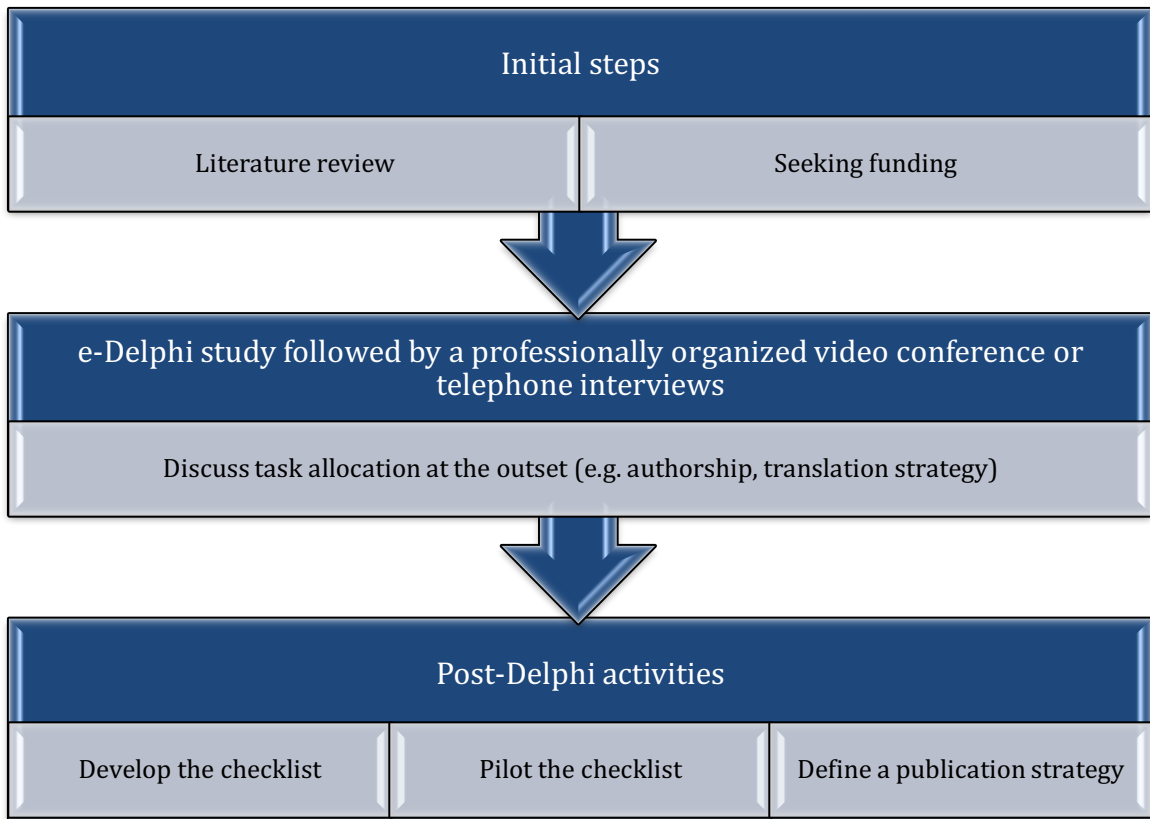 Initial steps
Literature review
Seeking funding
e-Delphi study followed by a professionally organized video conference or
telephone interviews
Discuss task allocation at the outset (e.g. authorship, translation strategy)
Post-Delphi activities
Develop the checklist
Pilot the checklist
Define a publication strategy